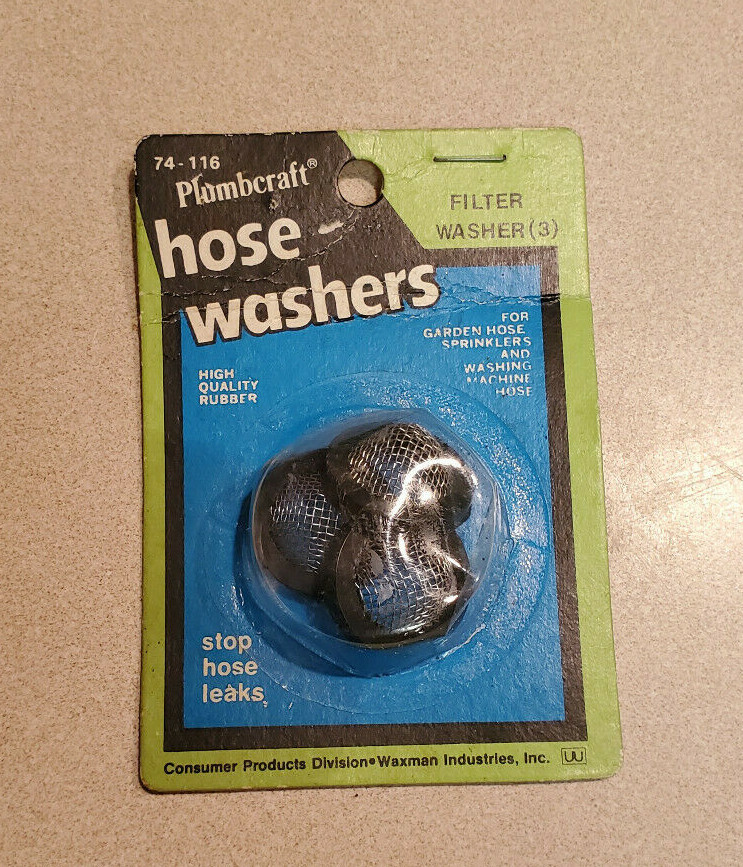 74-116
Plumbcraft®
hose
washers
FILTER
WASHER(3)
FOR
GARDEN HOSE
SPRINKLERS
AND
WASHING
MACHINE
HOSE
HIGH
QUALITY
RUBBER
stop
hose
leaks
Consumer Products Division•Waxman Industries, Inc.